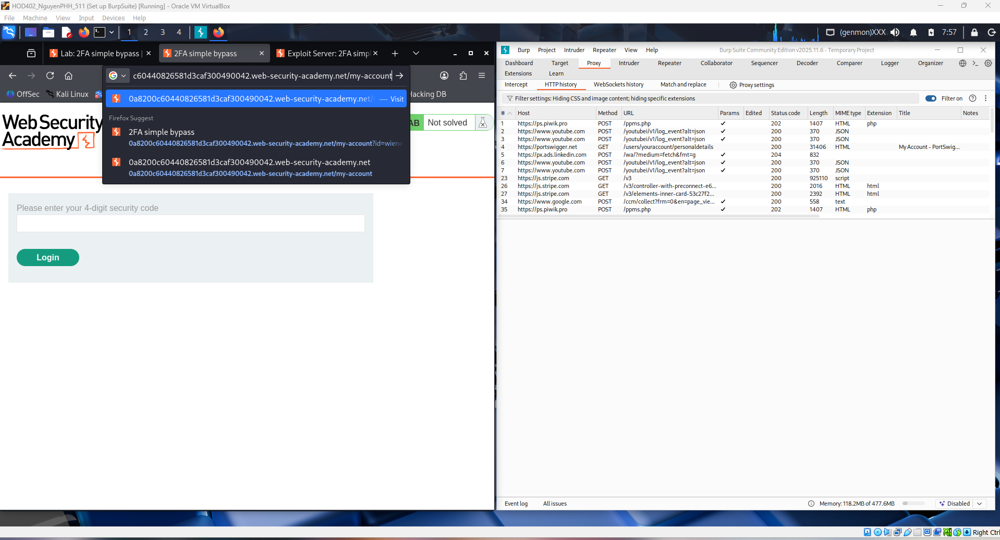 HOD402_NguyenPHH_511 (Set up BurpSuite) [Running] - Oracle VM VirtualBox
File Machine View Input Devices Help
1 2 3 4
(genmon)XXX 7:57
Lab: 2FA simple bypass |
2FA simple bypass
Exploit Server: 2FA simpl
c60440826581d3caf300490042.web-security-academy.net/my-account
OffSec
Kali Linux
Hacking DB
0a8200c60440826581d3caf300490042.web-security-academy.net/ — Visit
Firefox Suggest
2FA simple bypass
0a8200c60440826581d3caf300490042.web-security-academy.net/my-account?id=wiene
0a8200c60440826581d3caf300490042.web-security-academy.net
0a8200c60440826581d3caf300490042.web-security-academy.net/my-account
WebSecurity
Academy
AB Not solved
Please enter your 4-digit security code
Login
Burp Project Intruder Repeater View Help
Burp Suite Community Edition v2025.11.6 - Temporary Project
Dashboard Target Proxy Intruder Repeater Collaborator Sequencer Decoder Comparer Logger Organizer
Extensions Learn
Intercept HTTP history WebSockets history Match and replace Proxy settings
Filter settings: Hiding CSS and image content; hiding specific extensions
Filter on
# Host Method URL Params Edited Status code Length MIME type Extension Title Notes
1 https://ps.piwik.pro POST /ppms.php ✓ 202 1407 HTML php
2 https://www.youtube.com POST /youtubei/v1/log_event?alt=json ✓ 200 370 JSON
3 https://www.youtube.com POST /youtubei/v1/log_event?alt=json ✓ 200 370 JSON
4 https://portswigger.net GET /users/youraccount/personaldetails 200 31406 HTML My Account - PortSwig...
5 https://px.ads.linkedin.com POST /wa/?medium=fetch&fmt=g ✓ 204 832
6 https://www.youtube.com POST /youtubei/v1/log_event?alt=json ✓ 200 370 JSON
7 https://www.youtube.com POST /youtubei/v1/log_event?alt=json ✓ 200 370 JSON
23 https://js.stripe.com GET /v3 200 925110 script
26 https://js.stripe.com GET /v3/controller-with-preconnect-e6... 200 2016 HTML html
27 https://js.stripe.com GET /v3/elements-inner-card-53c27f2... 200 2392 HTML html
34 https://www.google.com POST /ccm/collect?frm=0&en=page_vie... ✓ 200 558 text
35 https://ps.piwik.pro POST /ppms.php ✓ 202 1407 HTML php
Event log All issues
Memory: 118.2MB of 477.6MB
Disabled
Right Ctrl